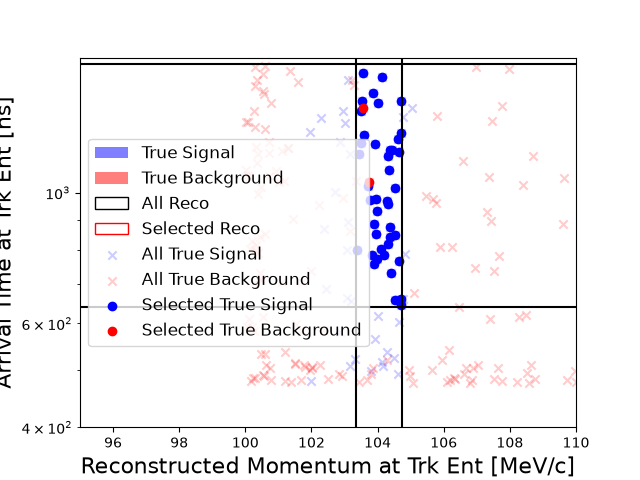 Arrival Time at Trk Ent [ns]
10³
6 × 10²
4 × 10²
True Signal
True Background
All Reco
Selected Reco
All True Signal
All True Background
Selected True Signal
Selected True Background
96 98 100 102 104 106 108 110
Reconstructed Momentum at Trk Ent [MeV/c]